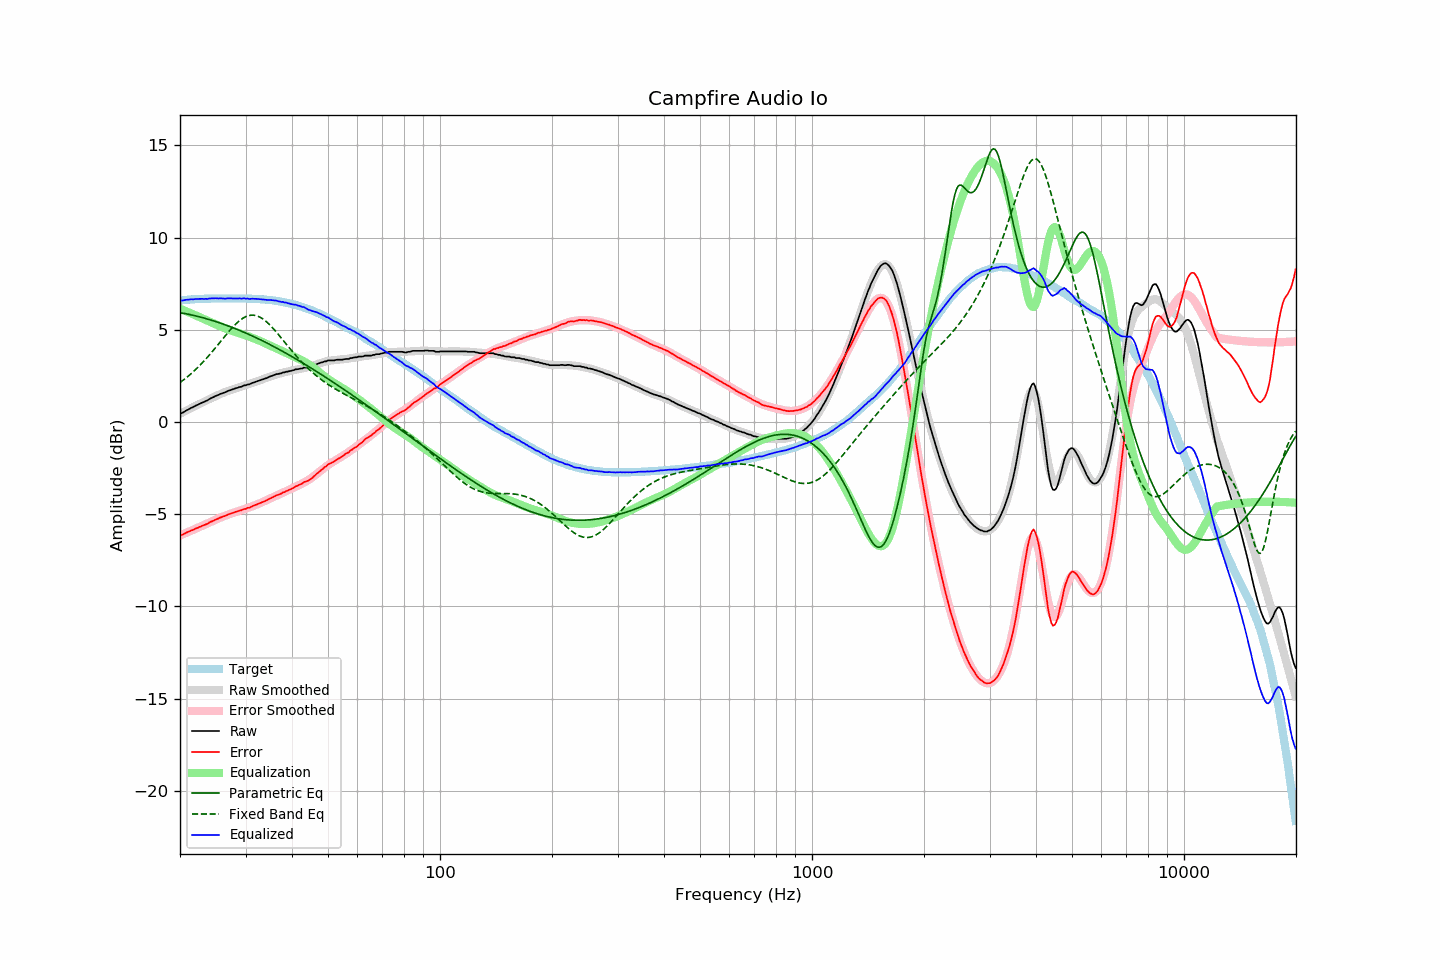 Campfire Audio Io
15
10
5
0
−5
−10
−15
−20
Amplitude (dBr)
100
1000
10000
Frequency (Hz)
Target
Raw Smoothed
Error Smoothed
Raw
Error
Equalization
Parametric Eq
Fixed Band Eq
Equalized